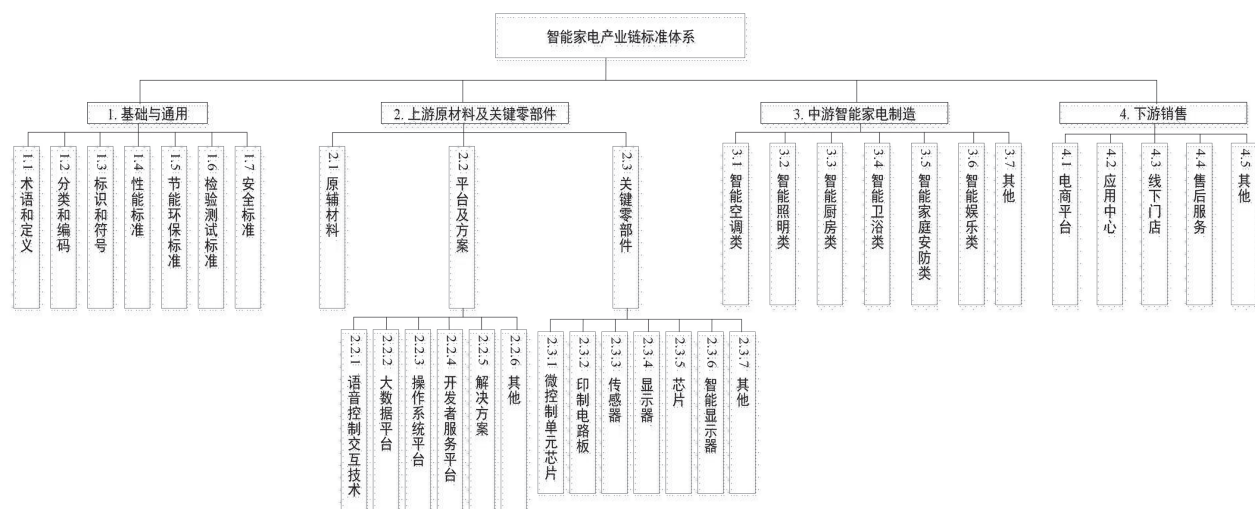 智能家电产业链标准体系
1. 基础与通用
2. 上游原材料及关键零部件
3. 中游智能家电制造
4. 下游销售
1.1 术语和定义
1.2 分类和编码
1.3 标识和符号
1.4 性能标准
1.5 节能环保标准
1.6 检验测试标准
1.7 安全标准
2.1 原辅材料
2.2 平台及方案
2.3 关键零部件
3.1 智能空调类
3.2 智能照明类
3.3 智能厨房类
3.4 智能卫浴类
3.5 智能家庭安防类
3.6 智能娱乐类
3.7 其他
4.1 电商平台
4.2 应用中心
4.3 线下门店
4.4 售后服务
4.5 其他
2.2.1 语音控制交互技术
2.2.2 大数据平台
2.2.3 操作系统平台
2.2.4 开发者服务平台
2.2.5 解决方案
2.2.6 其他
2.3.1 微控制单元芯片
2.3.2 印制电路板
2.3.3 传感器
2.3.4 显示器
2.3.5 芯片
2.3.6 智能显示器
2.3.7 其他